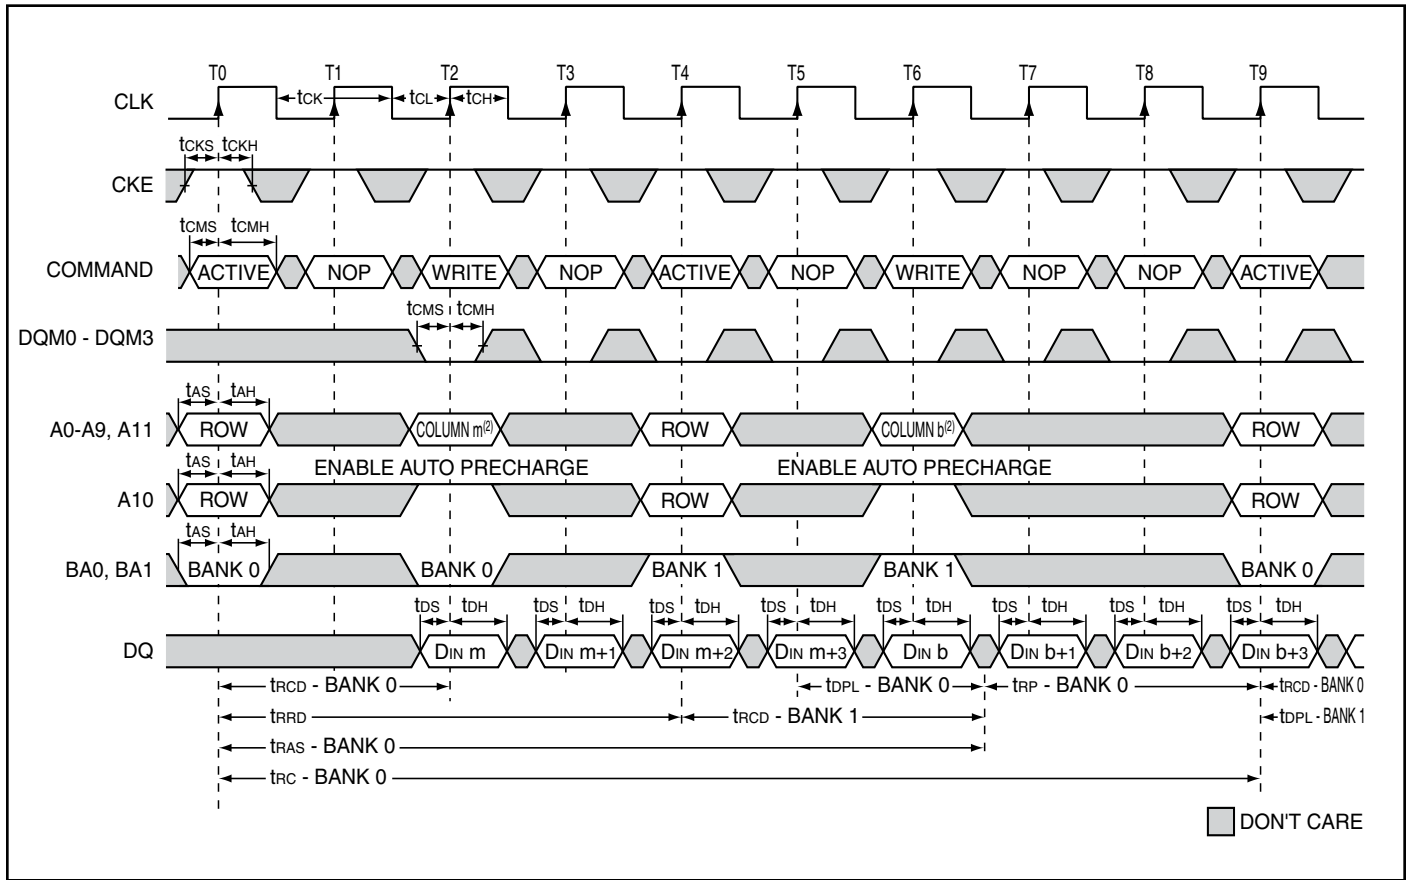 T0 T1 T2 T3 T4 T5 T6 T7 T8 T9
CLK tCK tCL tCH
tCKS tCKH
CKE
tCMS tCMH
COMMAND ACTIVE NOP WRITE NOP ACTIVE NOP WRITE NOP NOP ACTIVE
tCMS tCMH
DQM0 - DQM3
tAS tAH
A0-A9, A11 ROW COLUMN m(2) ROW COLUMN b(2) ROW
tAS tAH ENABLE AUTO PRECHARGE ENABLE AUTO PRECHARGE
A10 ROW ROW ROW
tAS tAH
BA0, BA1 BANK 0 BANK 0 BANK 1 BANK 1 BANK 0
tDS tDH tDS tDH tDS tDH tDS tDH tDS tDH tDS tDH tDS tDH tDS tDH
DQ DIN m DIN m+1 DIN m+2 DIN m+3 DIN b DIN b+1 DIN b+2 DIN b+3
tRCD - BANK 0 tDPL - BANK 0 tRP - BANK 0 tRCD - BANK 0
tRRD tRCD - BANK 1 tDPL - BANK 1
tRAS - BANK 0
tRC - BANK 0
DON'T CARE